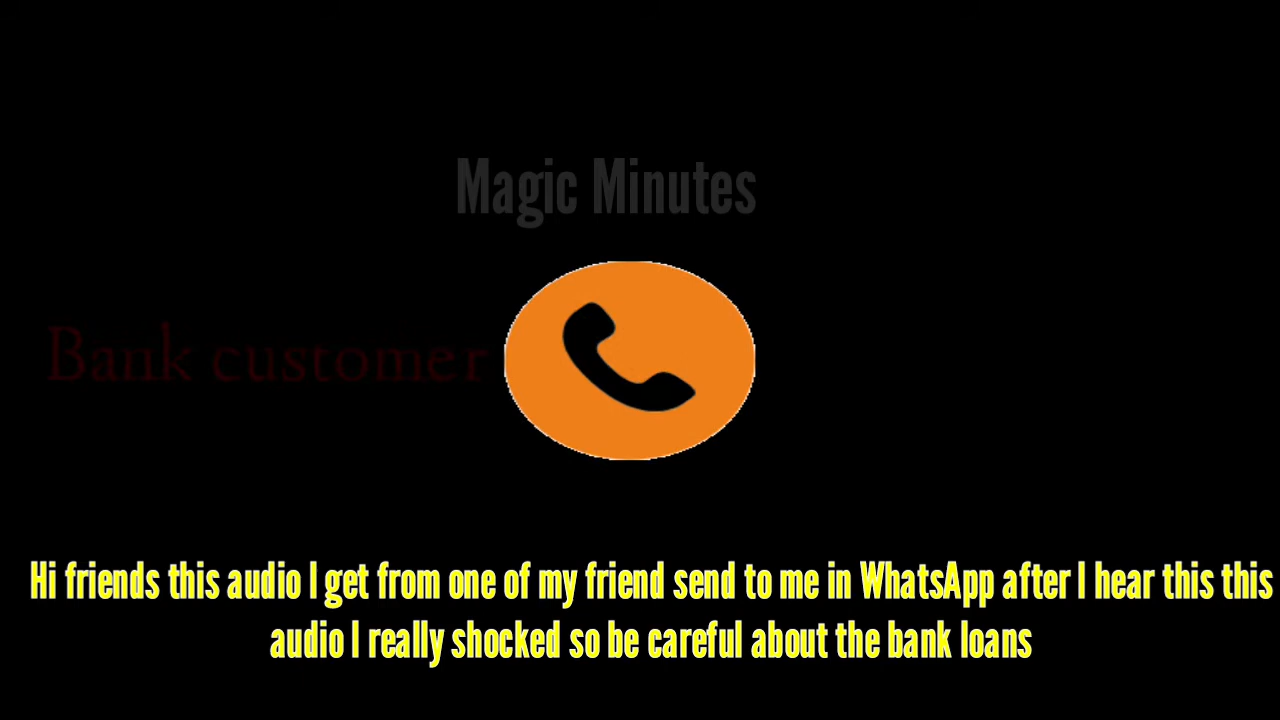 Magic Minutes
Bank customer
Hi friends this audio I get from one of my friend send to me in WhatsApp after I hear this this
audio I really shocked so be careful about the bank loans